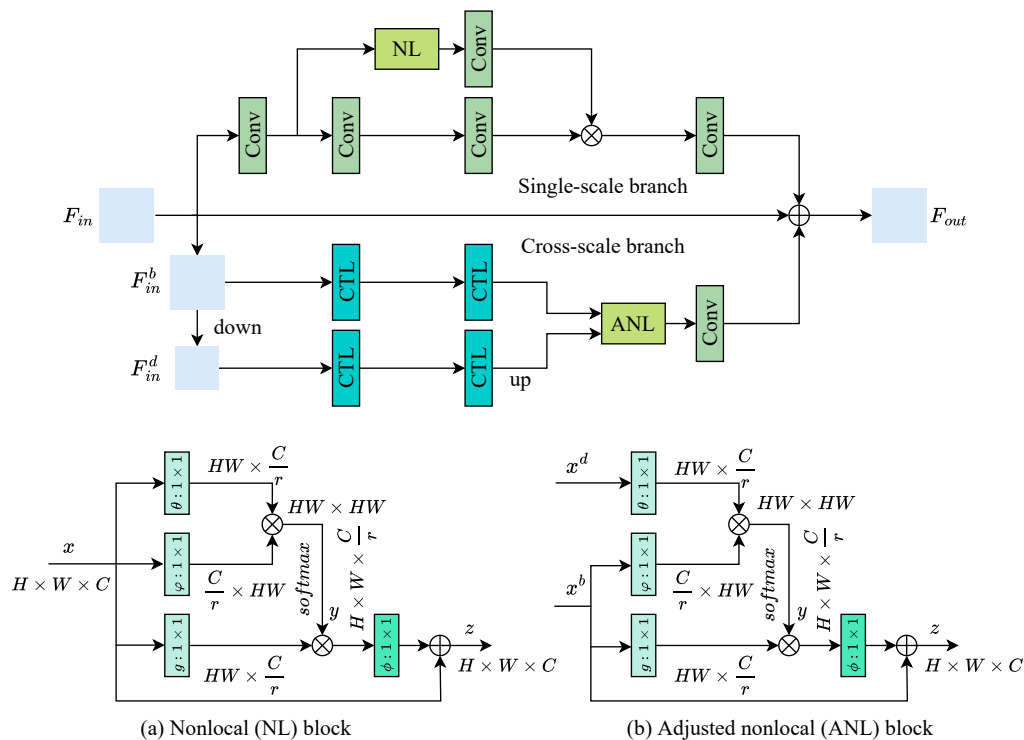 NL
Conv
Conv
Conv
Conv
Conv
Single-scale branch
F_in
F_out
Cross-scale branch
F_in^b
CTL
CTL
down
ANL
Conv
F_in^d
CTL
CTL
up
θ : 1 × 1
HW × C/r
x
H × W × C
φ : 1 × 1
C/r × HW
HW × HW
softmax
y
H × W × C/r
g : 1 × 1
HW × C/r
ϕ : 1 × 1
z
H × W × C
(a) Nonlocal (NL) block
x^d
θ : 1 × 1
HW × C/r
x^b
φ : 1 × 1
C/r × HW
HW × HW
softmax
y
H × W × C/r
g : 1 × 1
HW × C/r
ϕ : 1 × 1
z
H × W × C
(b) Adjusted nonlocal (ANL) block